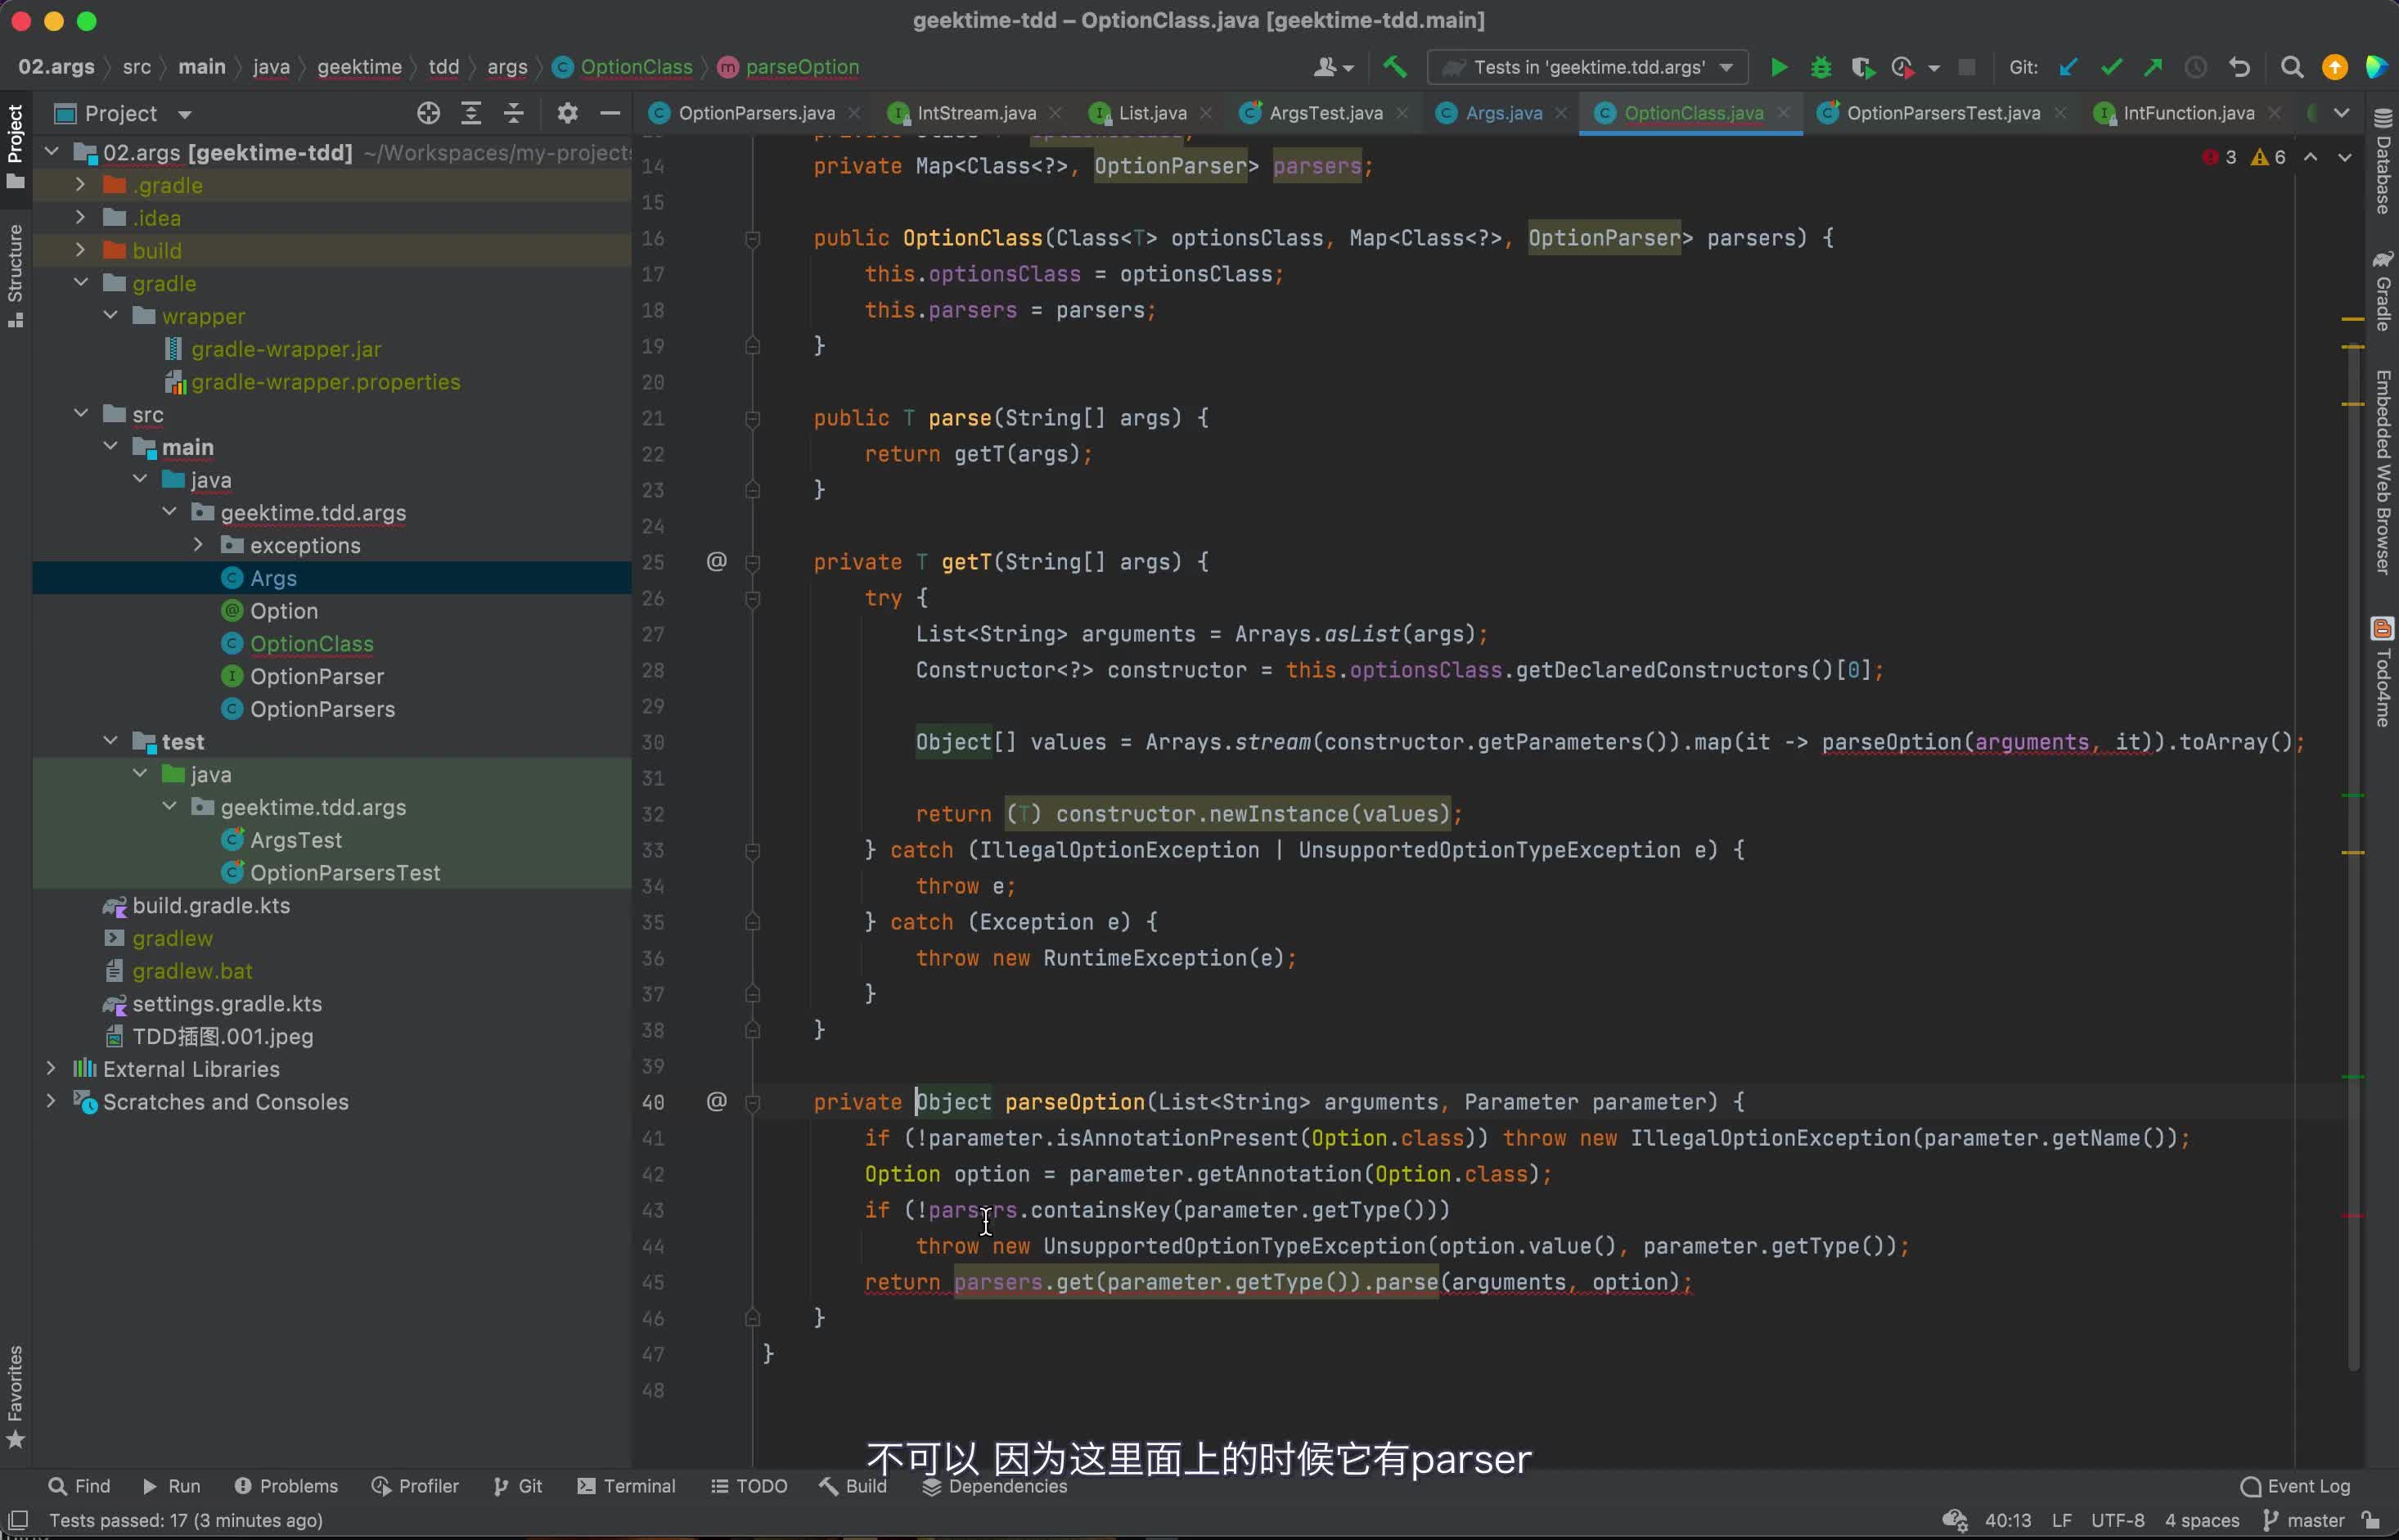 geektime-tdd – OptionClass.java [geektime-tdd.main]
02.args src main java geektime tdd args OptionClass parseOption
Tests in 'geektime.tdd.args'
Git:
Project
OptionParsers.java IntStream.java List.java ArgsTest.java Args.java OptionClass.java OptionParsersTest.java IntFunction.java
02.args [geektime-tdd] ~/Workspaces/my-projects
.gradle
.idea
build
gradle
wrapper
gradle-wrapper.jar
gradle-wrapper.properties
src
main
java
geektime.tdd.args
exceptions
Args
Option
OptionClass
OptionParser
OptionParsers
test
java
geektime.tdd.args
ArgsTest
OptionParsersTest
build.gradle.kts
gradlew
gradlew.bat
settings.gradle.kts
TDD插图.001.jpeg
External Libraries
Scratches and Consoles
Project
Structure
Favorites
3 6
14 private Map<Class<?>, OptionParser> parsers;
15
16 public OptionClass(Class<T> optionsClass, Map<Class<?>, OptionParser> parsers) {
17 this.optionsClass = optionsClass;
18 this.parsers = parsers;
19 }
20
21 public T parse(String[] args) {
22 return getT(args);
23 }
24
25 @ private T getT(String[] args) {
26 try {
27 List<String> arguments = Arrays.asList(args);
28 Constructor<?> constructor = this.optionsClass.getDeclaredConstructors()[0];
29
30 Object[] values = Arrays.stream(constructor.getParameters()).map(it -> parseOption(arguments, it)).toArray();
31
32 return (T) constructor.newInstance(values);
33 } catch (IllegalOptionException | UnsupportedOptionTypeException e) {
34 throw e;
35 } catch (Exception e) {
36 throw new RuntimeException(e);
37 }
38 }
39
40 @ private Object parseOption(List<String> arguments, Parameter parameter) {
41 if (!parameter.isAnnotationPresent(Option.class)) throw new IllegalOptionException(parameter.getName());
42 Option option = parameter.getAnnotation(Option.class);
43 if (!parsers.containsKey(parameter.getType()))
44 throw new UnsupportedOptionTypeException(option.value(), parameter.getType());
45 return parsers.get(parameter.getType()).parse(arguments, option);
46 }
47 }
48
Database
Gradle
Embedded Web Browser
Todo4me
不可以 因为这里面上的时候它有parser
Find Run Problems Profiler Git Terminal TODO Build Dependencies Event Log
Tests passed: 17 (3 minutes ago) 40:13 LF UTF-8 4 spaces master